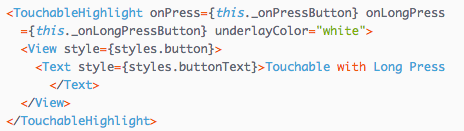 <TouchableHighlight onPress={this._onPressButton} onLongPress
={this._onLongPressButton} underlayColor="white">
<View style={styles.button}>
<Text style={styles.buttonText}>Touchable with Long Press
</Text>
</View>
</TouchableHighlight>